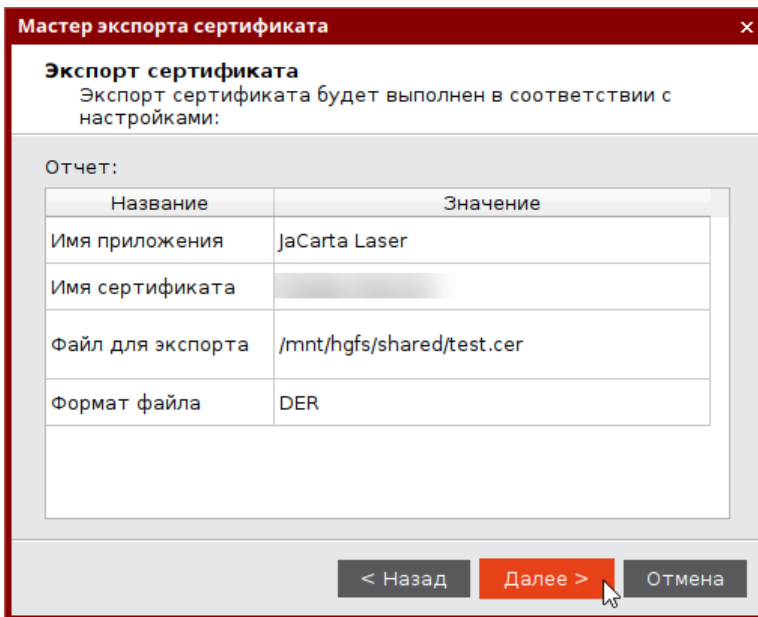 Мастер экспорта сертификата
Экспорт сертификата
Экспорт сертификата будет выполнен в соответствии с
настройками:
Отчет:
Название Значение
Имя приложения JaCarta Laser
Имя сертификата
Файл для экспорта /mnt/hgfs/shared/test.cer
Формат файла DER
< Назад Далее > Отмена